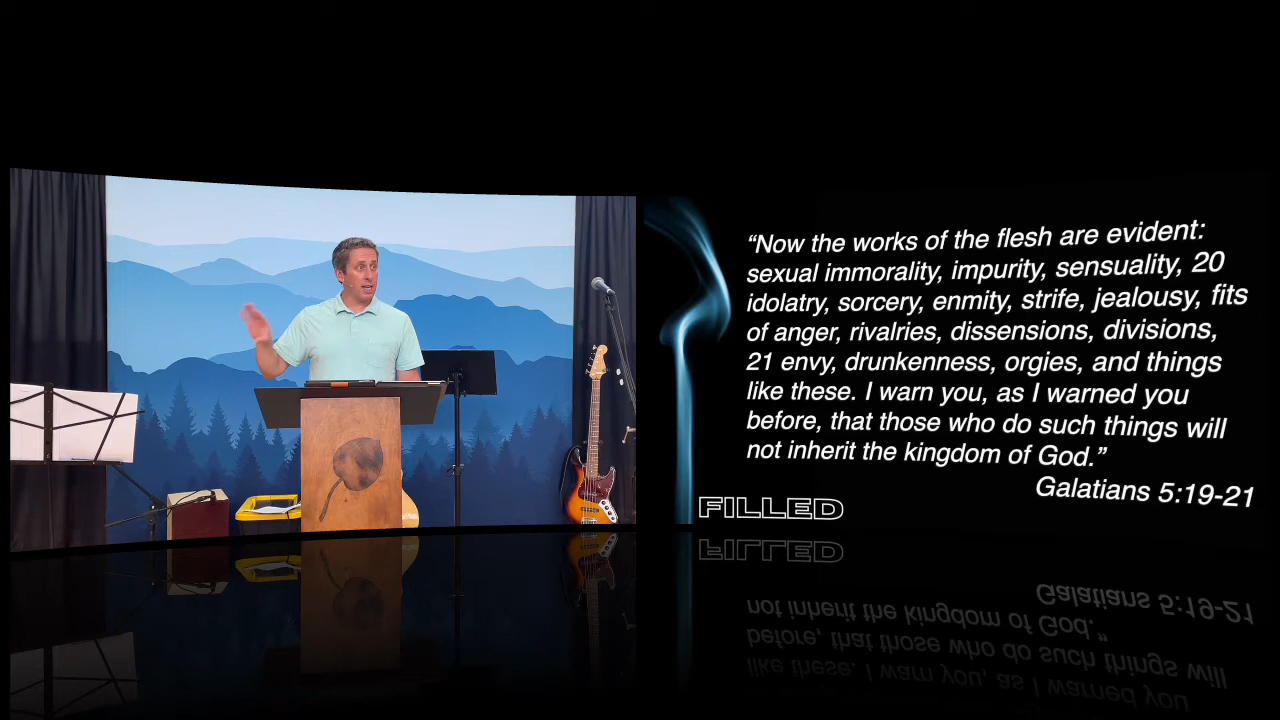 “Now the works of the flesh are evident:
sexual immorality, impurity, sensuality, 20
idolatry, sorcery, enmity, strife, jealousy, fits
of anger, rivalries, dissensions, divisions,
21 envy, drunkenness, orgies, and things
like these. I warn you, as I warned you
before, that those who do such things will
not inherit the kingdom of God.”
Galatians 5:19-21
FILLED